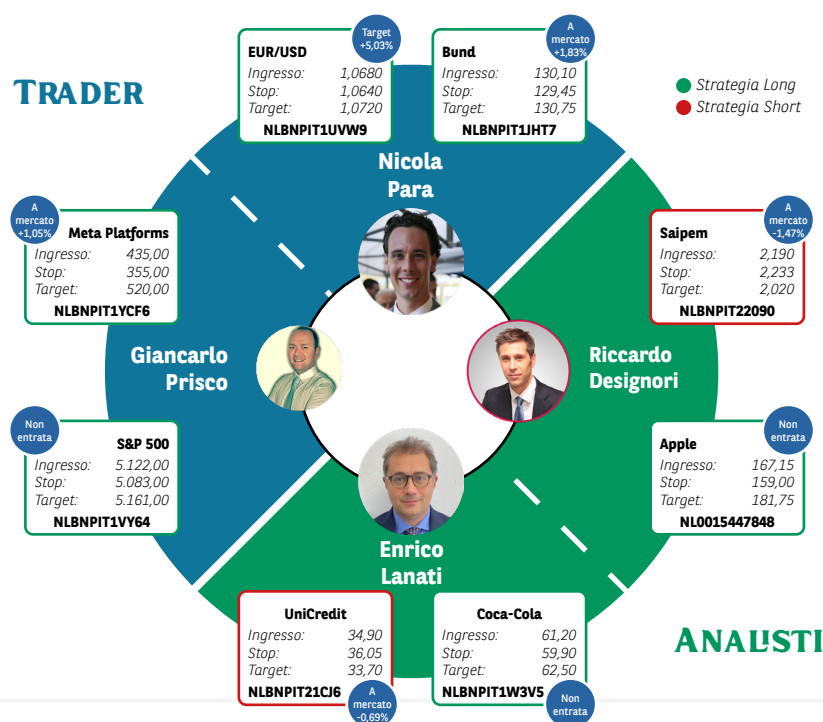 TRADER
Target
+5,03%
EUR/USD
Ingresso: 1,0680
Stop: 1,0640
Target: 1,0720
NLBNPIT1UVW9
A
mercato
+1,83%
Bund
Ingresso: 130,10
Stop: 129,45
Target: 130,75
NLBNPIT1JHT7
Strategia Long
Strategia Short
Nicola
Para
A
mercato
+1,05%
Meta Platforms
Ingresso: 435,00
Stop: 355,00
Target: 520,00
NLBNPIT1YCF6
A
mercato
-1,47%
Saipem
Ingresso: 2,190
Stop: 2,233
Target: 2,020
NLBNPIT22090
Giancarlo
Prisco
Riccardo
Designori
Non
entrata
S&P 500
Ingresso: 5.122,00
Stop: 5.083,00
Target: 5.161,00
NLBNPIT1VY64
Non
entrata
Apple
Ingresso: 167,15
Stop: 159,00
Target: 181,75
NL0015447848
Enrico
Lanati
UniCredit
Ingresso: 34,90
Stop: 36,05
Target: 33,70
NLBNPIT21CJ6
A
mercato
-0,69%
Coca-Cola
Ingresso: 61,20
Stop: 59,90
Target: 62,50
NLBNPIT1W3V5
Non
entrata
ANALISTI